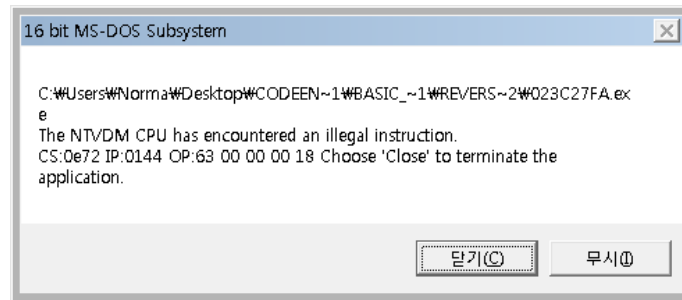 16 bit MS-DOS Subsystem
C:₩Users₩Norma₩Desktop₩CODEEN~1₩BASIC_~1₩REVERS~2₩023C27FA.ex
e
The NTVDM CPU has encountered an illegal instruction.
CS:0e72 IP:0144 OP:63 00 00 00 18 Choose 'Close' to terminate the
application.
닫기(C) 무시(I)